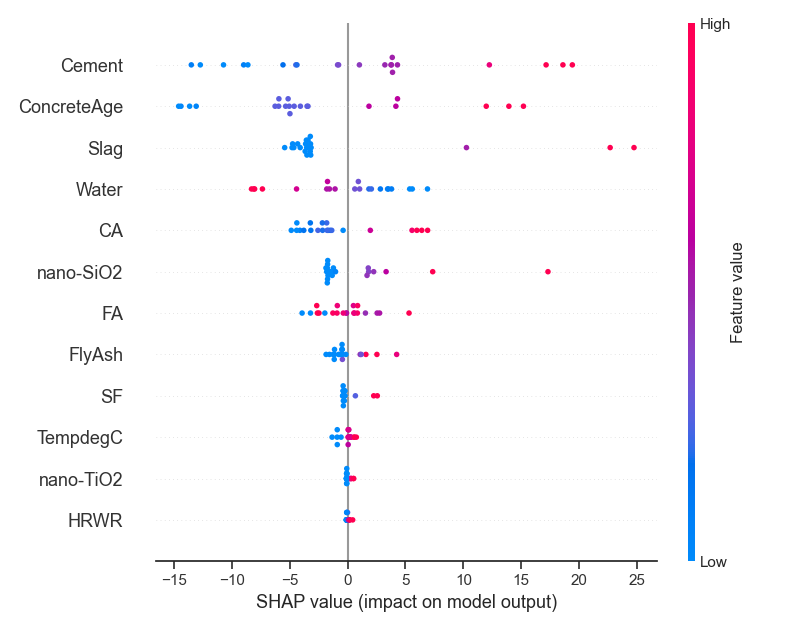 High
Cement
ConcreteAge
Slag
Water
CA
nano-SiO2
FA
FlyAsh
SF
TempdegC
nano-TiO2
HRWR
Feature value
Low
−15 −10 −5 0 5 10 15 20 25
SHAP value (impact on model output)